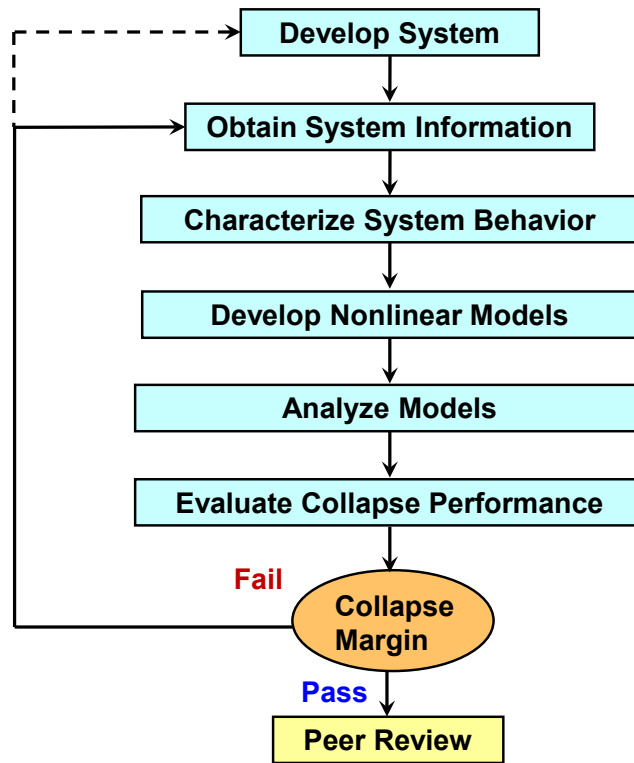 Develop System
Obtain System Information
Characterize System Behavior
Develop Nonlinear Models
Analyze Models
Evaluate Collapse Performance
Fail
Collapse
Margin
Pass
Peer Review